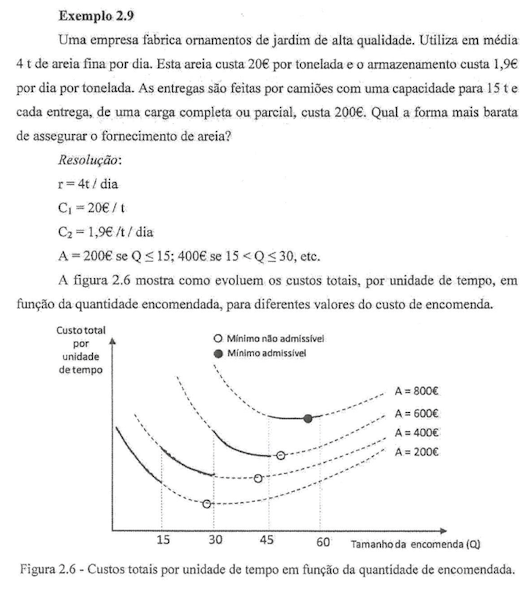 Exemplo 2.9
Uma empresa fabrica ornamentos de jardim de alta qualidade. Utiliza em média
4 t de areia fina por dia. Esta areia custa 20€ por tonelada e o armazenamento custa 1,9€
por dia por tonelada. As entregas são feitas por camiões com uma capacidade para 15 t e
cada entrega, de uma carga completa ou parcial, custa 200€. Qual a forma mais barata
de assegurar o fornecimento de areia?
Resolução:
r = 4t / dia
C1 = 20€ / t
C2 = 1,9€ /t / dia
A = 200€ se Q ≤ 15; 400€ se 15 < Q ≤ 30, etc.
A figura 2.6 mostra como evoluem os custos totais, por unidade de tempo, em
função da quantidade encomendada, para diferentes valores do custo de encomenda.
Custo total
por
unidade
de tempo
Mínimo não admissível
Mínimo admissível
A = 800€
A = 600€
A = 400€
A = 200€
15 30 45 60 Tamanho da encomenda (Q)
Figura 2.6 - Custos totais por unidade de tempo em função da quantidade de encomendada.